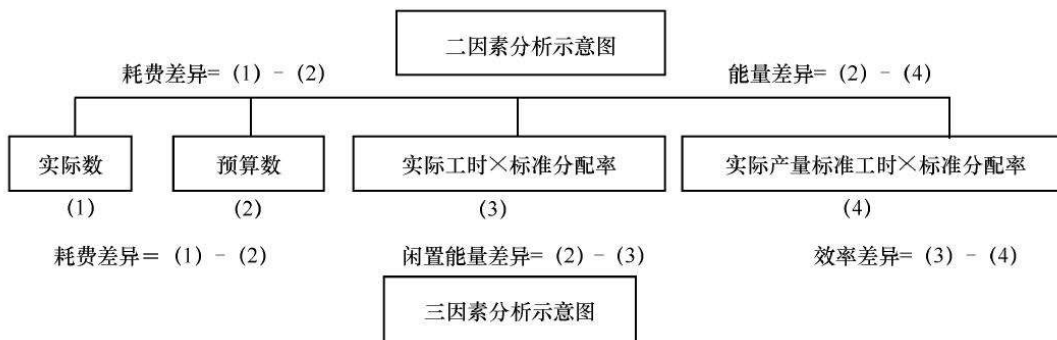 二因素分析示意图
耗费差异= (1) - (2)
能量差异= (2) - (4)
实际数
预算数
实际工时×标准分配率
实际产量标准工时×标准分配率
(1)
(2)
(3)
(4)
耗费差异= (1) - (2)
闲置能量差异= (2) - (3)
效率差异= (3) - (4)
三因素分析示意图